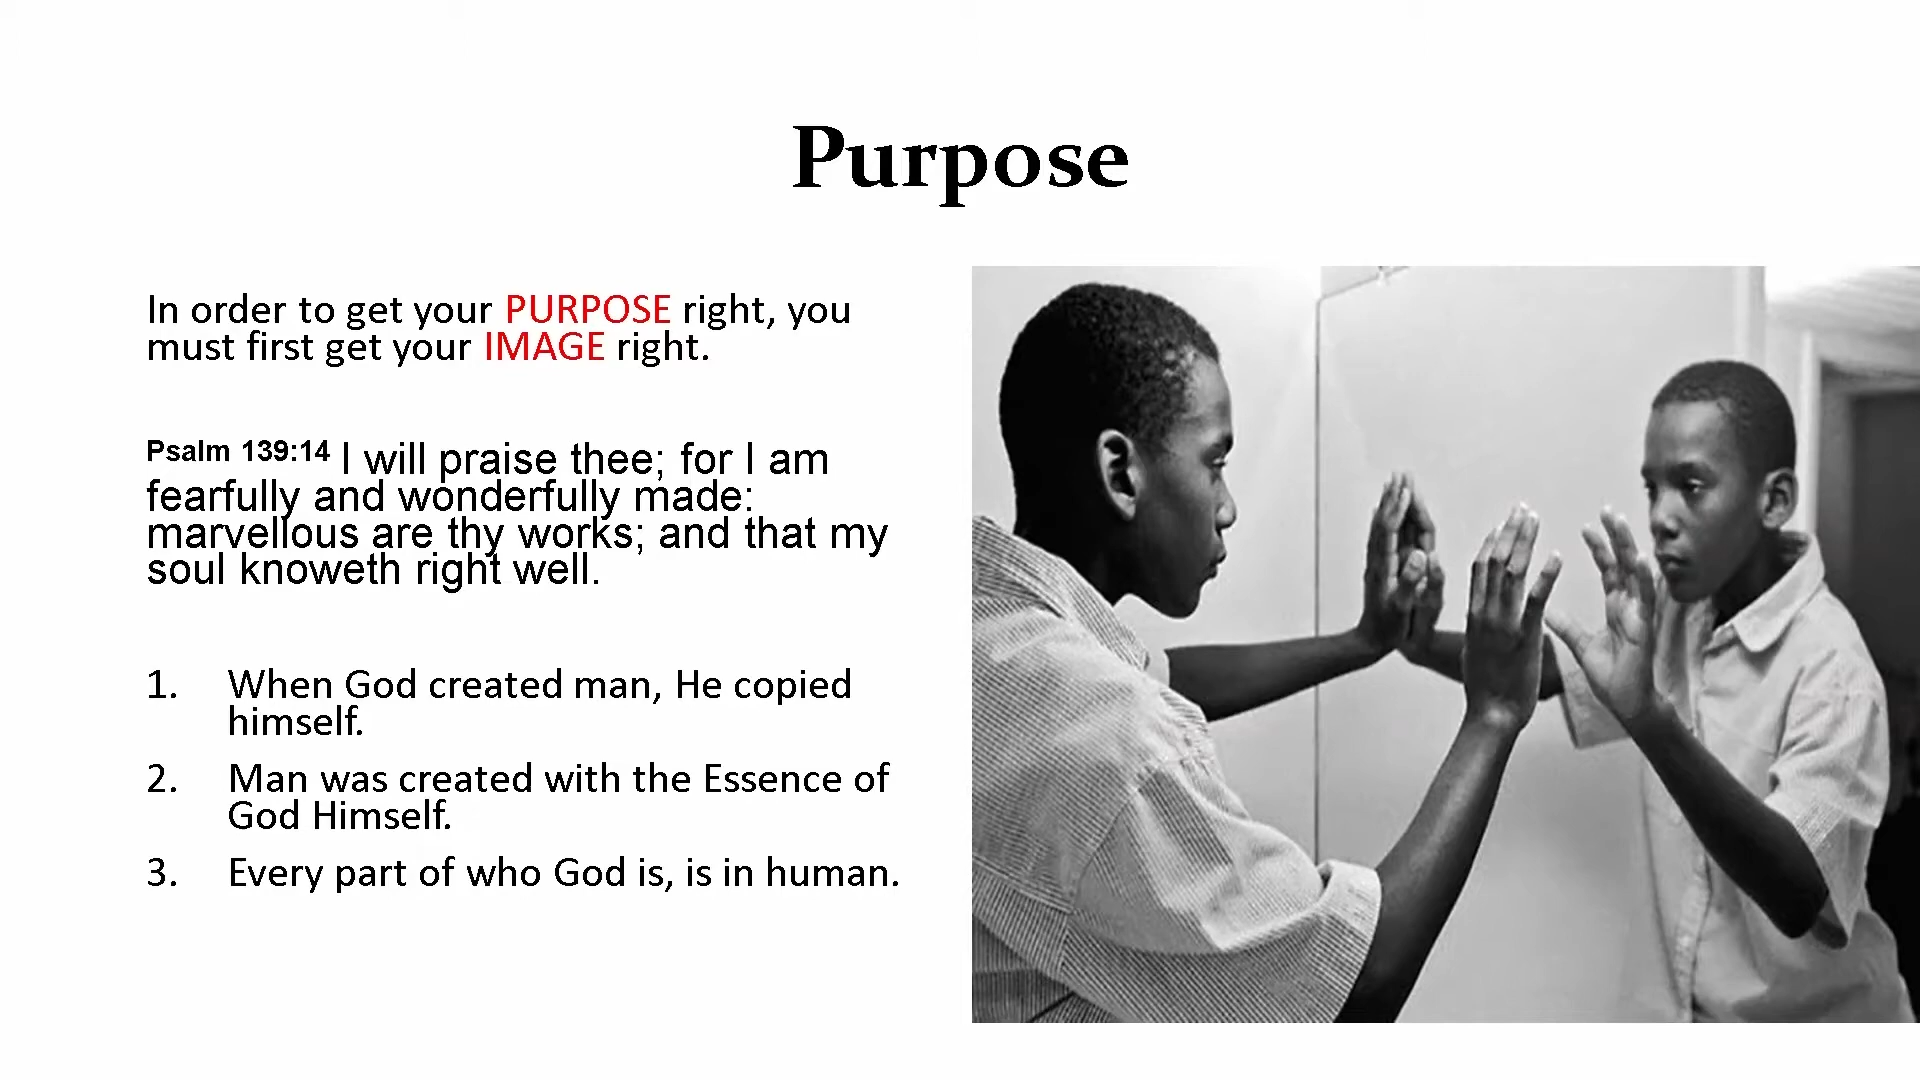 Purpose
In order to get your PURPOSE right, you
must first get your IMAGE right.
Psalm 139:14 I will praise thee; for I am
fearfully and wonderfully made:
marvellous are thy works; and that my
soul knoweth right well.
1. When God created man, He copied
himself.
2. Man was created with the Essence of
God Himself.
3. Every part of who God is, is in human.